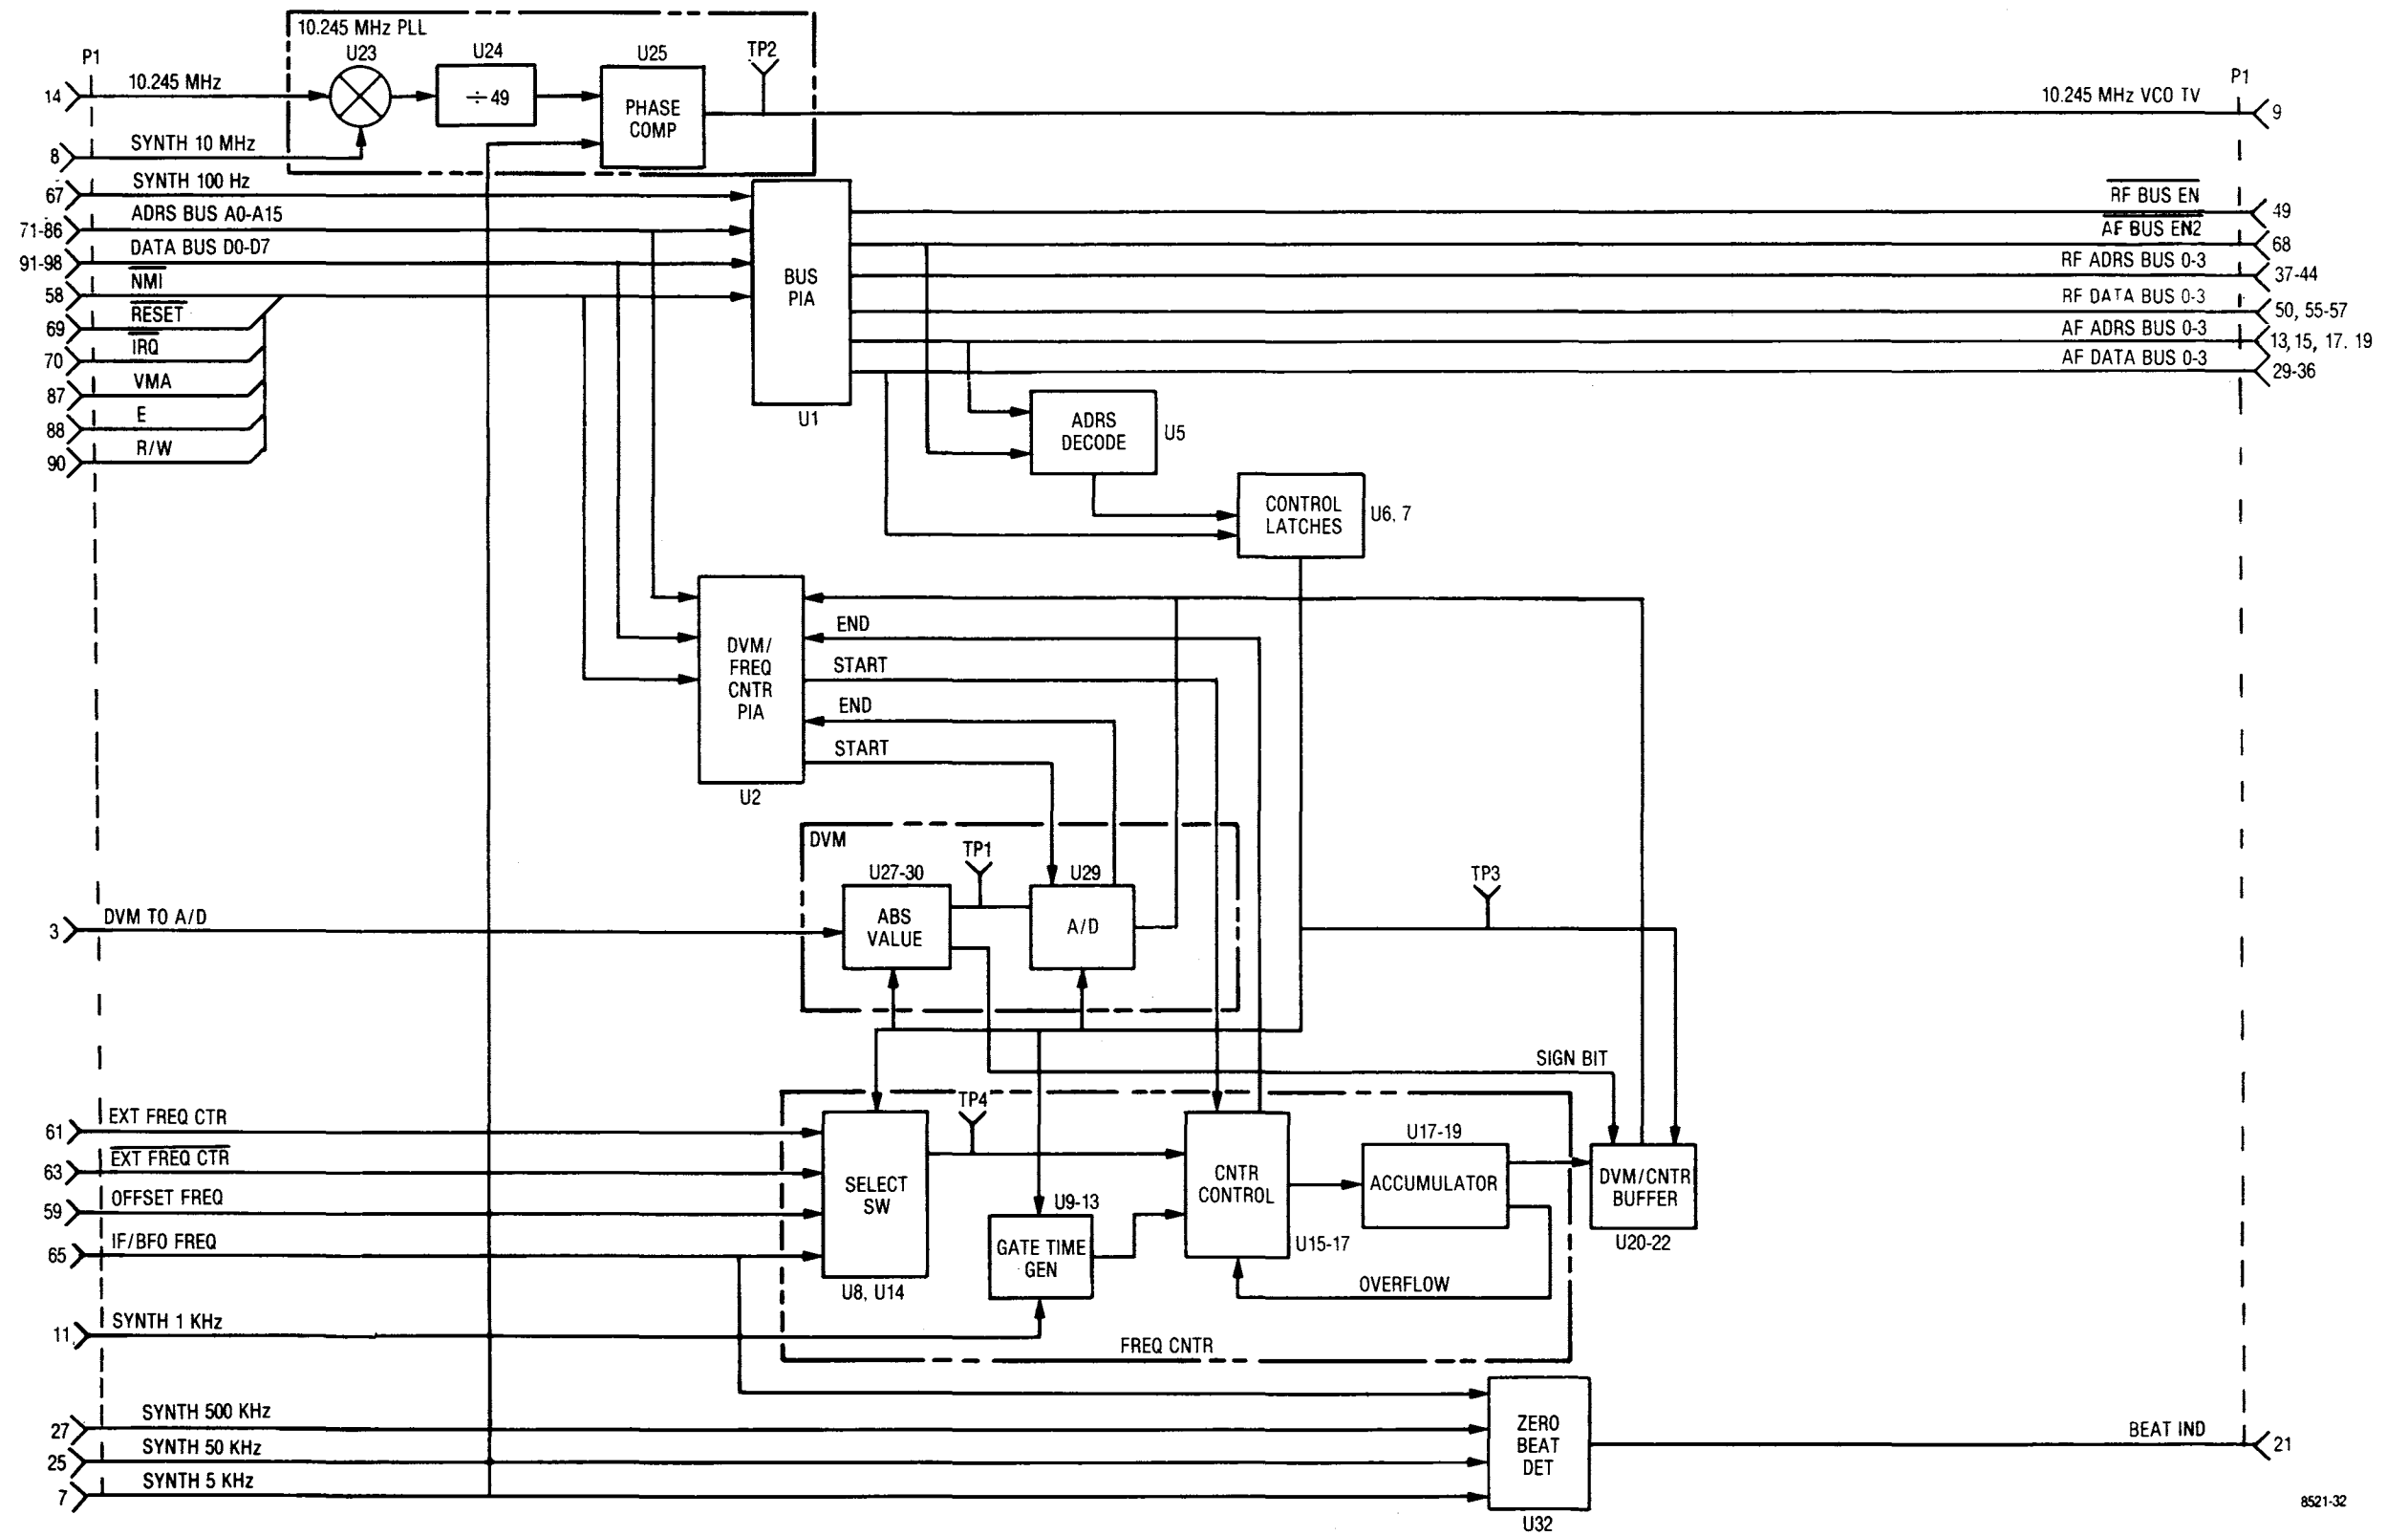 10.245 MHz PLL
P1
U23
U24
U25
TP2
P1
14
10.245 MHz
÷49
PHASE
COMP
10.245 MHz VCO TV
9
8
SYNTH 10 MHz
67
SYNTH 100 Hz
71-86
ADRS BUS A0-A15
91-98
DATA BUS D0-D7
58
NMI
69
RESET
70
IRQ
87
VMA
88
E
90
R/W
BUS
PIA
U1
RF BUS EN
49
AF BUS EN2
68
RF ADRS BUS 0-3
37-44
RF DATA BUS 0-3
50, 55-57
AF ADRS BUS 0-3
13, 15, 17. 19
AF DATA BUS 0-3
29-36
ADRS
DECODE
U5
CONTROL
LATCHES
U6, 7
DVM/
FREQ
CNTR
PIA
U2
END
START
END
START
DVM
U27-30
TP1
U29
TP3
3
DVM TO A/D
ABS
VALUE
A/D
SIGN BIT
61
EXT FREQ CTR
63
EXT FREQ CTR
59
OFFSET FREQ
65
IF/BFO FREQ
SELECT
SW
U8, U14
TP4
U9-13
GATE TIME
GEN
CNTR
CONTROL
U15-17
U17-19
ACCUMULATOR
OVERFLOW
DVM/CNTR
BUFFER
U20-22
11
SYNTH 1 KHz
FREQ CNTR
27
SYNTH 500 KHz
25
SYNTH 50 KHz
7
SYNTH 5 KHz
ZERO
BEAT
DET
U32
BEAT IND
21
8521-32